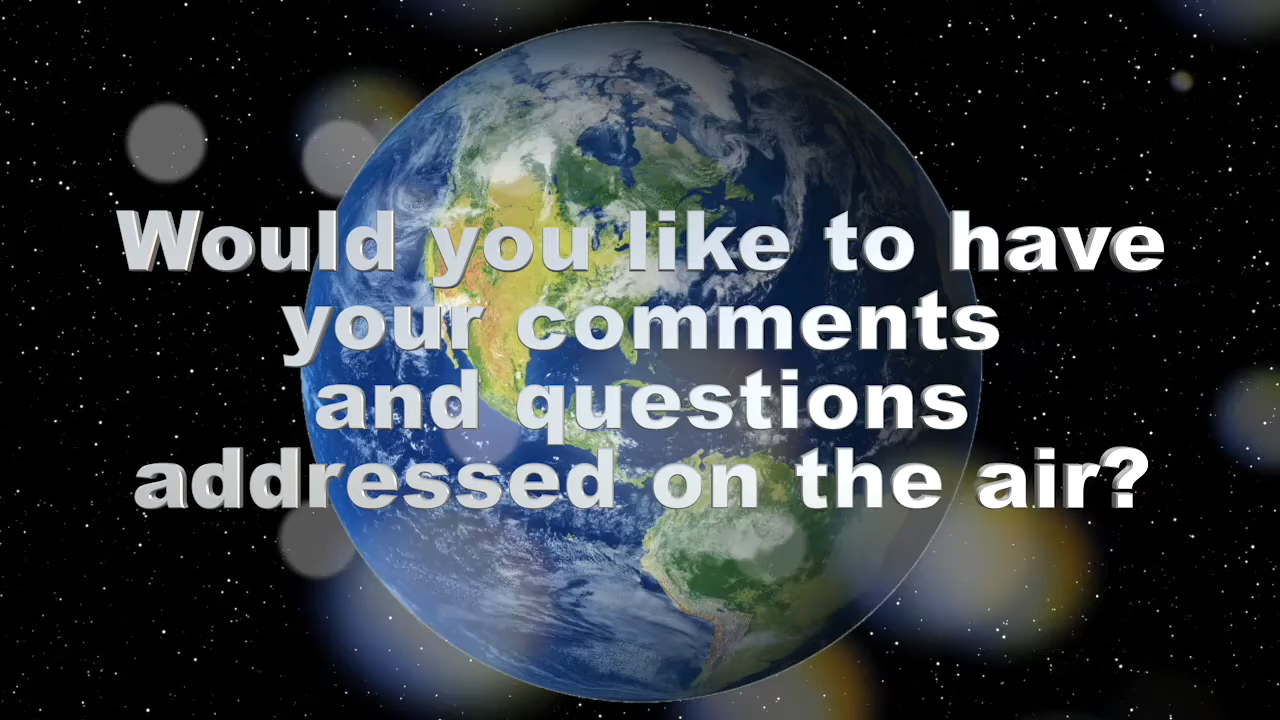 Would you like to have
your comments
and questions
addressed on the air?